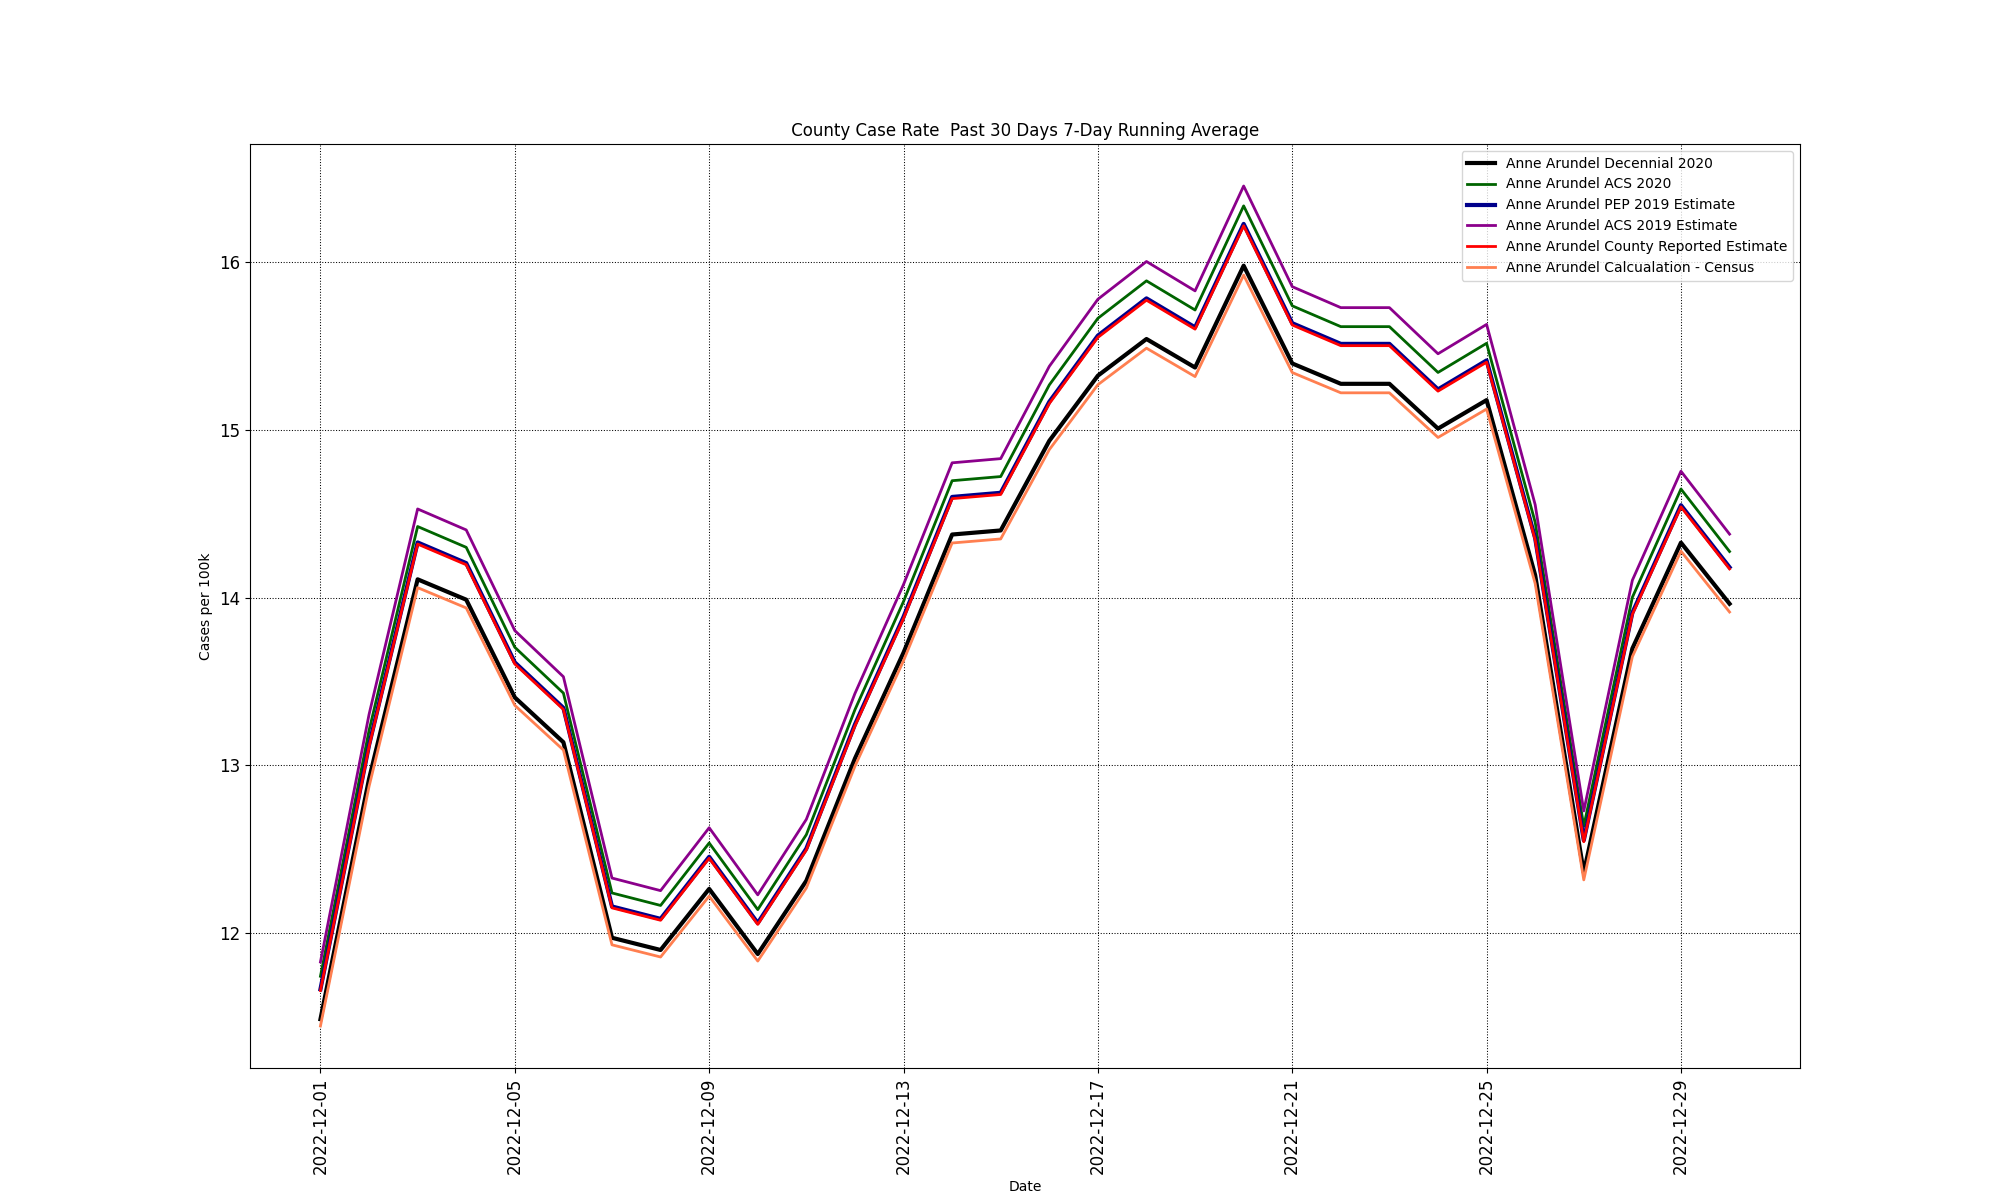 County Case Rate  Past 30 Days 7-Day Running Average
Anne Arundel Decennial 2020
Anne Arundel ACS 2020
Anne Arundel PEP 2019 Estimate
Anne Arundel ACS 2019 Estimate
Anne Arundel County Reported Estimate
Anne Arundel Calcualation - Census
Cases per 100k
16
15
14
13
12
2022-12-01
2022-12-05
2022-12-09
2022-12-13
2022-12-17
2022-12-21
2022-12-25
2022-12-29
Date